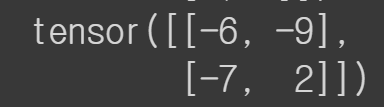 tensor([[-6, -9],
        [-7,  2]])